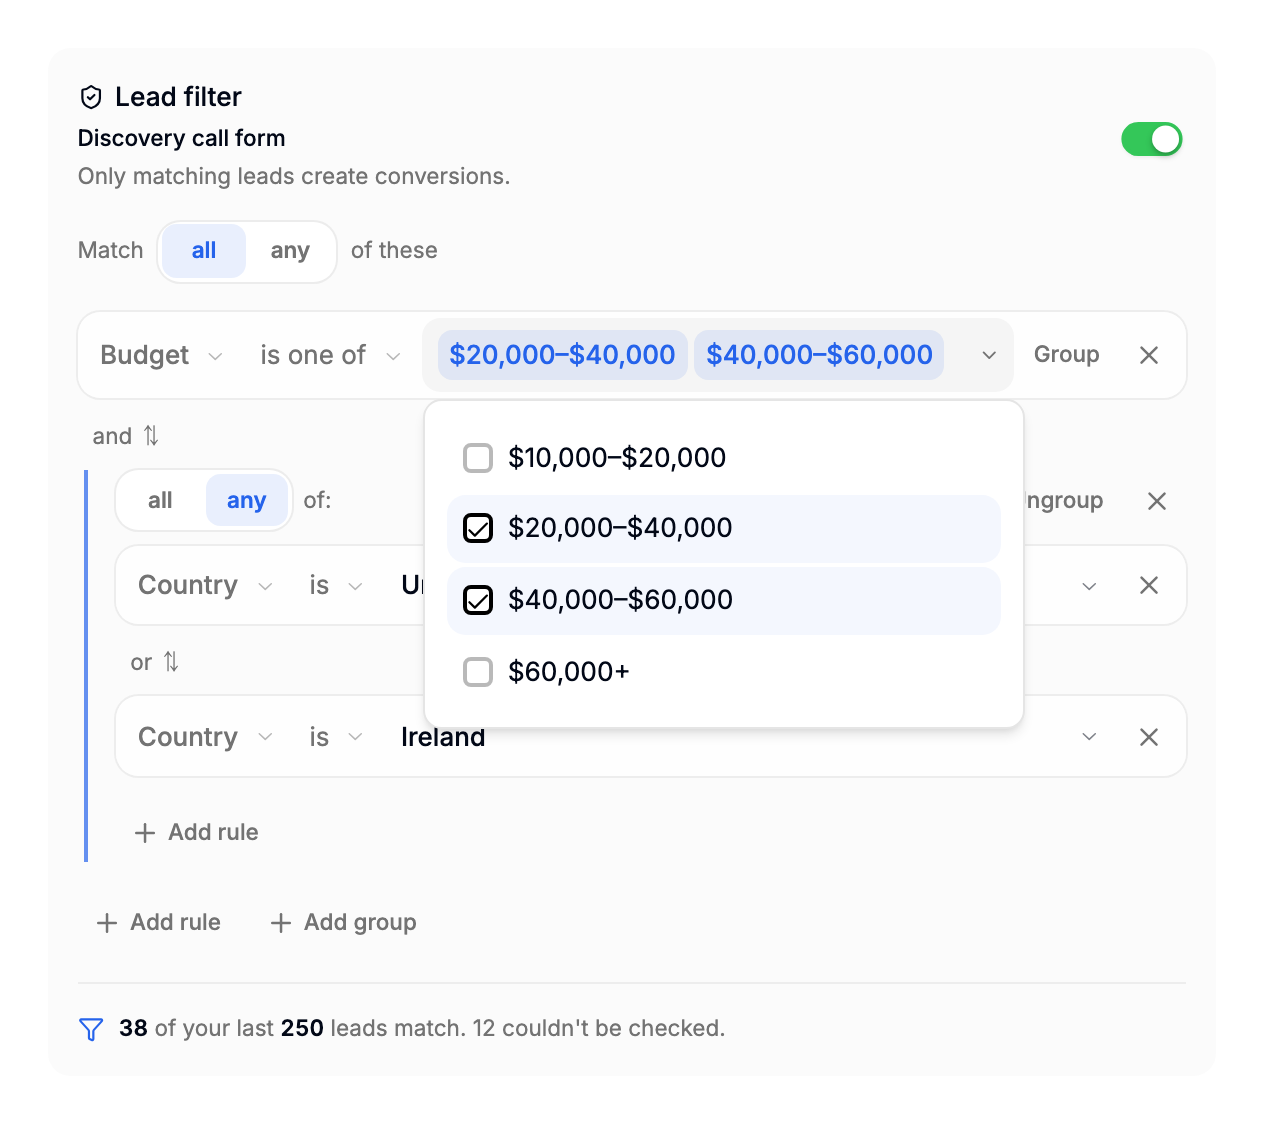 Lead filter
Discovery call form
Only matching leads create conversions.
Match all any of these
Budget is one of $20,000–$40,000 $40,000–$60,000 Group
and
$10,000–$20,000
all any of:
$20,000–$40,000
Country is
$40,000–$60,000
or
$60,000+
Country is Ireland
Add rule
Add rule Add group
38 of your last 250 leads match. 12 couldn't be checked.